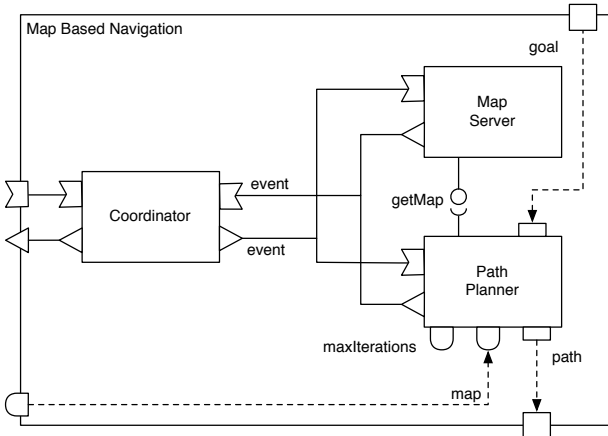 Map Based Navigation
goal
Map
Server
event
Coordinator
getMap
event
Path
Planner
maxIterations
path
map